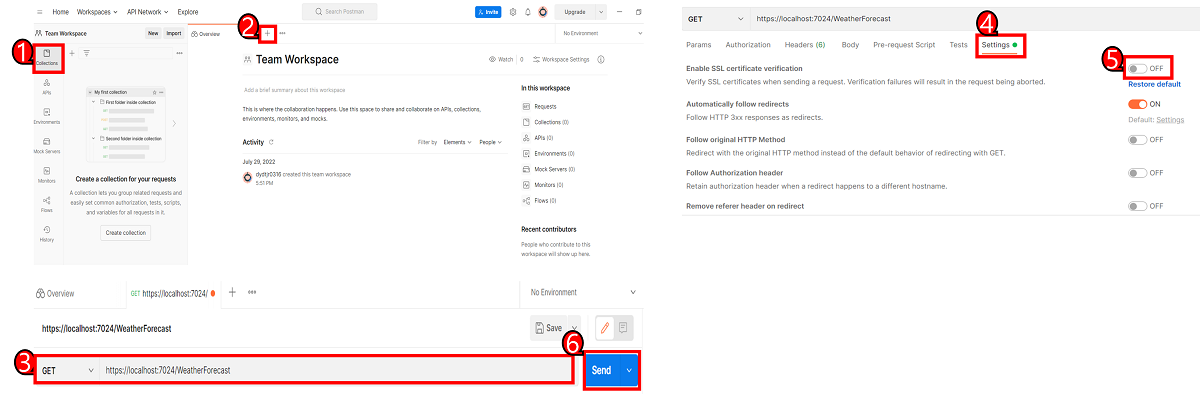 Home Workspaces API Network Explore Search Postman Invite Upgrade
Team Workspace New Import Overview 2 + ••• No Environment
1
Collections
APIs
Environments
Mock Servers
Monitors
Flows
History
My first collection
First folder inside collection
Second folder inside collection
Create a collection for your requests
A collection lets you group related requests and
easily set common authorization, tests, scripts,
and variables for all requests in it.
Create collection
Team Workspace Watch 0 Workspace Settings
Add a brief summary about this workspace
This is where the collaboration happens. Use this space to share and collaborate on APIs, collections,
environments, monitors, and mocks.
Activity Filter by Elements People
July 29, 2022
dydtjr0316 created this team workspace
5:51 PM
In this workspace
Requests
Collections (0)
APIs (0)
Environments (0)
Mock Servers (0)
Monitors (0)
Flows (0)
Recent contributors
People who contribute to this
workspace will show up here.
Overview GET https://localhost:7024/ + ••• No Environment
https://localhost:7024/WeatherForecast Save
3 GET https://localhost:7024/WeatherForecast 6 Send
GET https://localhost:7024/WeatherForecast
4
Params Authorization Headers (6) Body Pre-request Script Tests Settings
5
Enable SSL certificate verification OFF
Verify SSL certificates when sending a request. Verification failures will result in the request being aborted.
Restore default
Automatically follow redirects ON
Follow HTTP 3xx responses as redirects.
Default: Settings
Follow original HTTP Method OFF
Redirect with the original HTTP method instead of the default behavior of redirecting with GET.
Follow Authorization header OFF
Retain authorization header when a redirect happens to a different hostname.
Remove referer header on redirect OFF